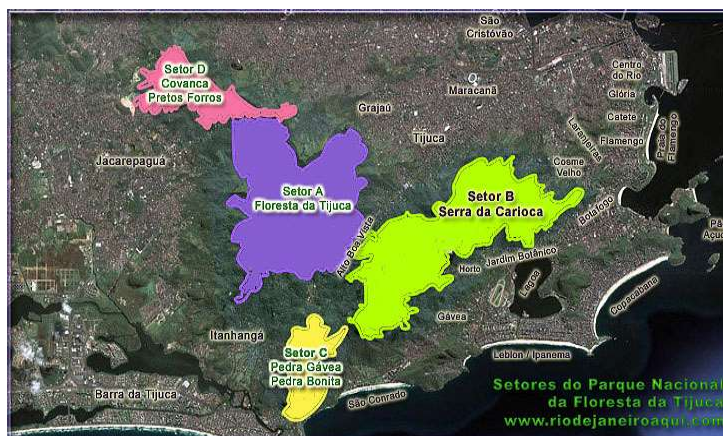 São
Cristóvão
Setor D
Covanca
Pretos Forros
Centro
do Rio
Maracanã
Glória
Grajaú
Catete
Laranjeiras
Flamengo
Praia do
Flamengo
Tijuca
Jacarepaguá
Cosme
Velho
Setor A
Floresta da Tijuca
Setor B
Serra da Carioca
Botafogo
Alto Boa Vista
Jardim Botânico
Horto
Lagoa
Copacabana
Gávea
Itanhangá
Setor C
Pedra Gávea
Pedra Bonita
Leblon / Ipanema
Barra da Tijuca
São Conrado
Setores do Parque Nacional
da Floresta da Tijuca
www.riodejaneiroaqui.com